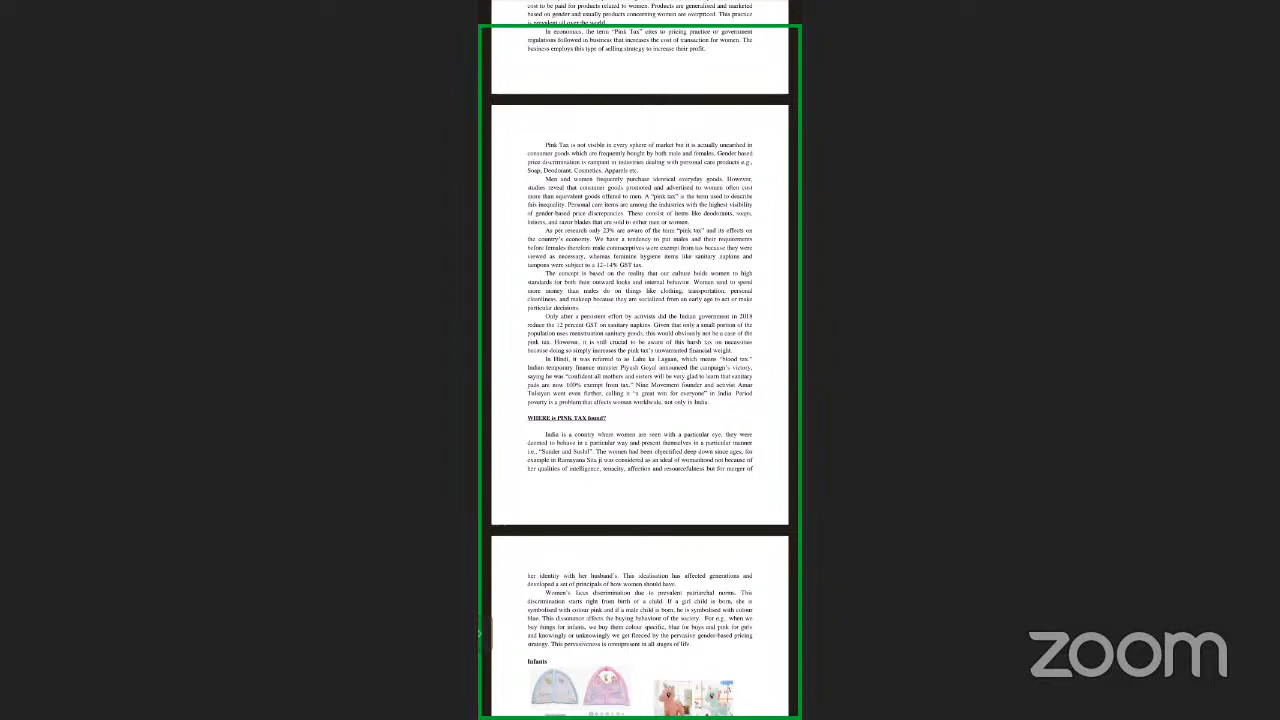 cost to be paid for products related to women. Products are generalised and marketed
based on gender and usually products concerning women are overpriced. This practice
is prevalent all over the world.
In economics, the term “Pink Tax” cites to pricing practice or government
regulations followed in business that increases the cost of transaction for women. The
business employ this type of selling strategy to increase their profit.
Pink Tax is not visible in every sphere of market but it is actually unearthed in
consumer goods which are frequently bought by both male and females. Gender based
price discrimination is rampant in industries dealing with personal care products e.g.,
Soap, Deodorant, Cosmetics, Apparels etc.
Men and women frequently purchase identical everyday goods. However,
studies reveal that consumer goods promoted and advertised to women often cost
more than equivalent goods offered to men. A “pink tax” is the term used to describe
this inequality. Personal care items are among the industries with the highest visibility
of gender-based price discrepancies. These consist of items like deodorants, soaps,
lotions, and razor blades that are sold to either men or women.
As per research only 23% are aware of the term “pink tax” and its effects on
the country’s economy. We have a tendency to put males and their requirements
before females therefore male contraceptives were exempt from tax because they were
viewed as necessary, whereas feminine hygiene items like sanitary napkins and
tampons were subject to a 12–14% GST tax.
The concept is based on the reality that our culture holds women to high
standards for both their outward looks and internal behavior. Women tend to spend
more money than males do on things like clothing, transportation, personal
cleanliness, and makeup because they are socialized from an early age to act or make
particular decisions.
Only after a persistent effort by activists did the Indian government in 2018
reduce the 12 percent GST on sanitary napkins. Given that only a small portion of the
population uses menstruation sanitary goods, this would obviously not be a case of the
pink tax. However, it is still crucial to be aware of this harsh tax on necessities
because doing so simply increases the pink tax’s unwarranted financial weight.
In Hindi, it was referred to as Lahu ka Lagaan, which means “blood tax.”
Indian temporary finance minister Piyush Goyal announced the campaign’s victory,
saying he was “confident all mothers and sisters will be very glad to learn that sanitary
pads are now 100% exempt from tax.” Nine Movement founder and activist Amar
Tulsiyan went even further, calling it “a great win for everyone” in India. Period
poverty is a problem that affects women worldwide, not only in India.
WHERE is PINK TAX found?
India is a country where women are seen with a particular eye, they were
deemed to behave in a particular way and present themselves in a particular manner
i.e., “Sunder and Sushil”. The women had been objectified deep down since ages, for
example in Ramayana Sita ji was considered as an ideal of womanhood not because of
her qualities of intelligence, tenacity, affection and resourcefulness but for merger of
her identity with her husband’s. This idealisation has affected generations and
developed a set of principals of how women should have.
Women’s faces discrimination due to prevalent patriarchal norms. This
discrimination starts right from birth of a child. If a girl child is born, she is
symbolised with colour pink and if a male child is born, he is symbolised with colour
blue. This dissonance affects the buying behaviour of the society. For e.g., when we
buy things for infants, we buy them colour specific, blue for boys and pink for girls
and knowingly or unknowingly we get fleeced by the pervasive gender-based pricing
strategy. This pervasiveness is omnipresent in all stages of life.
Infants
zoom